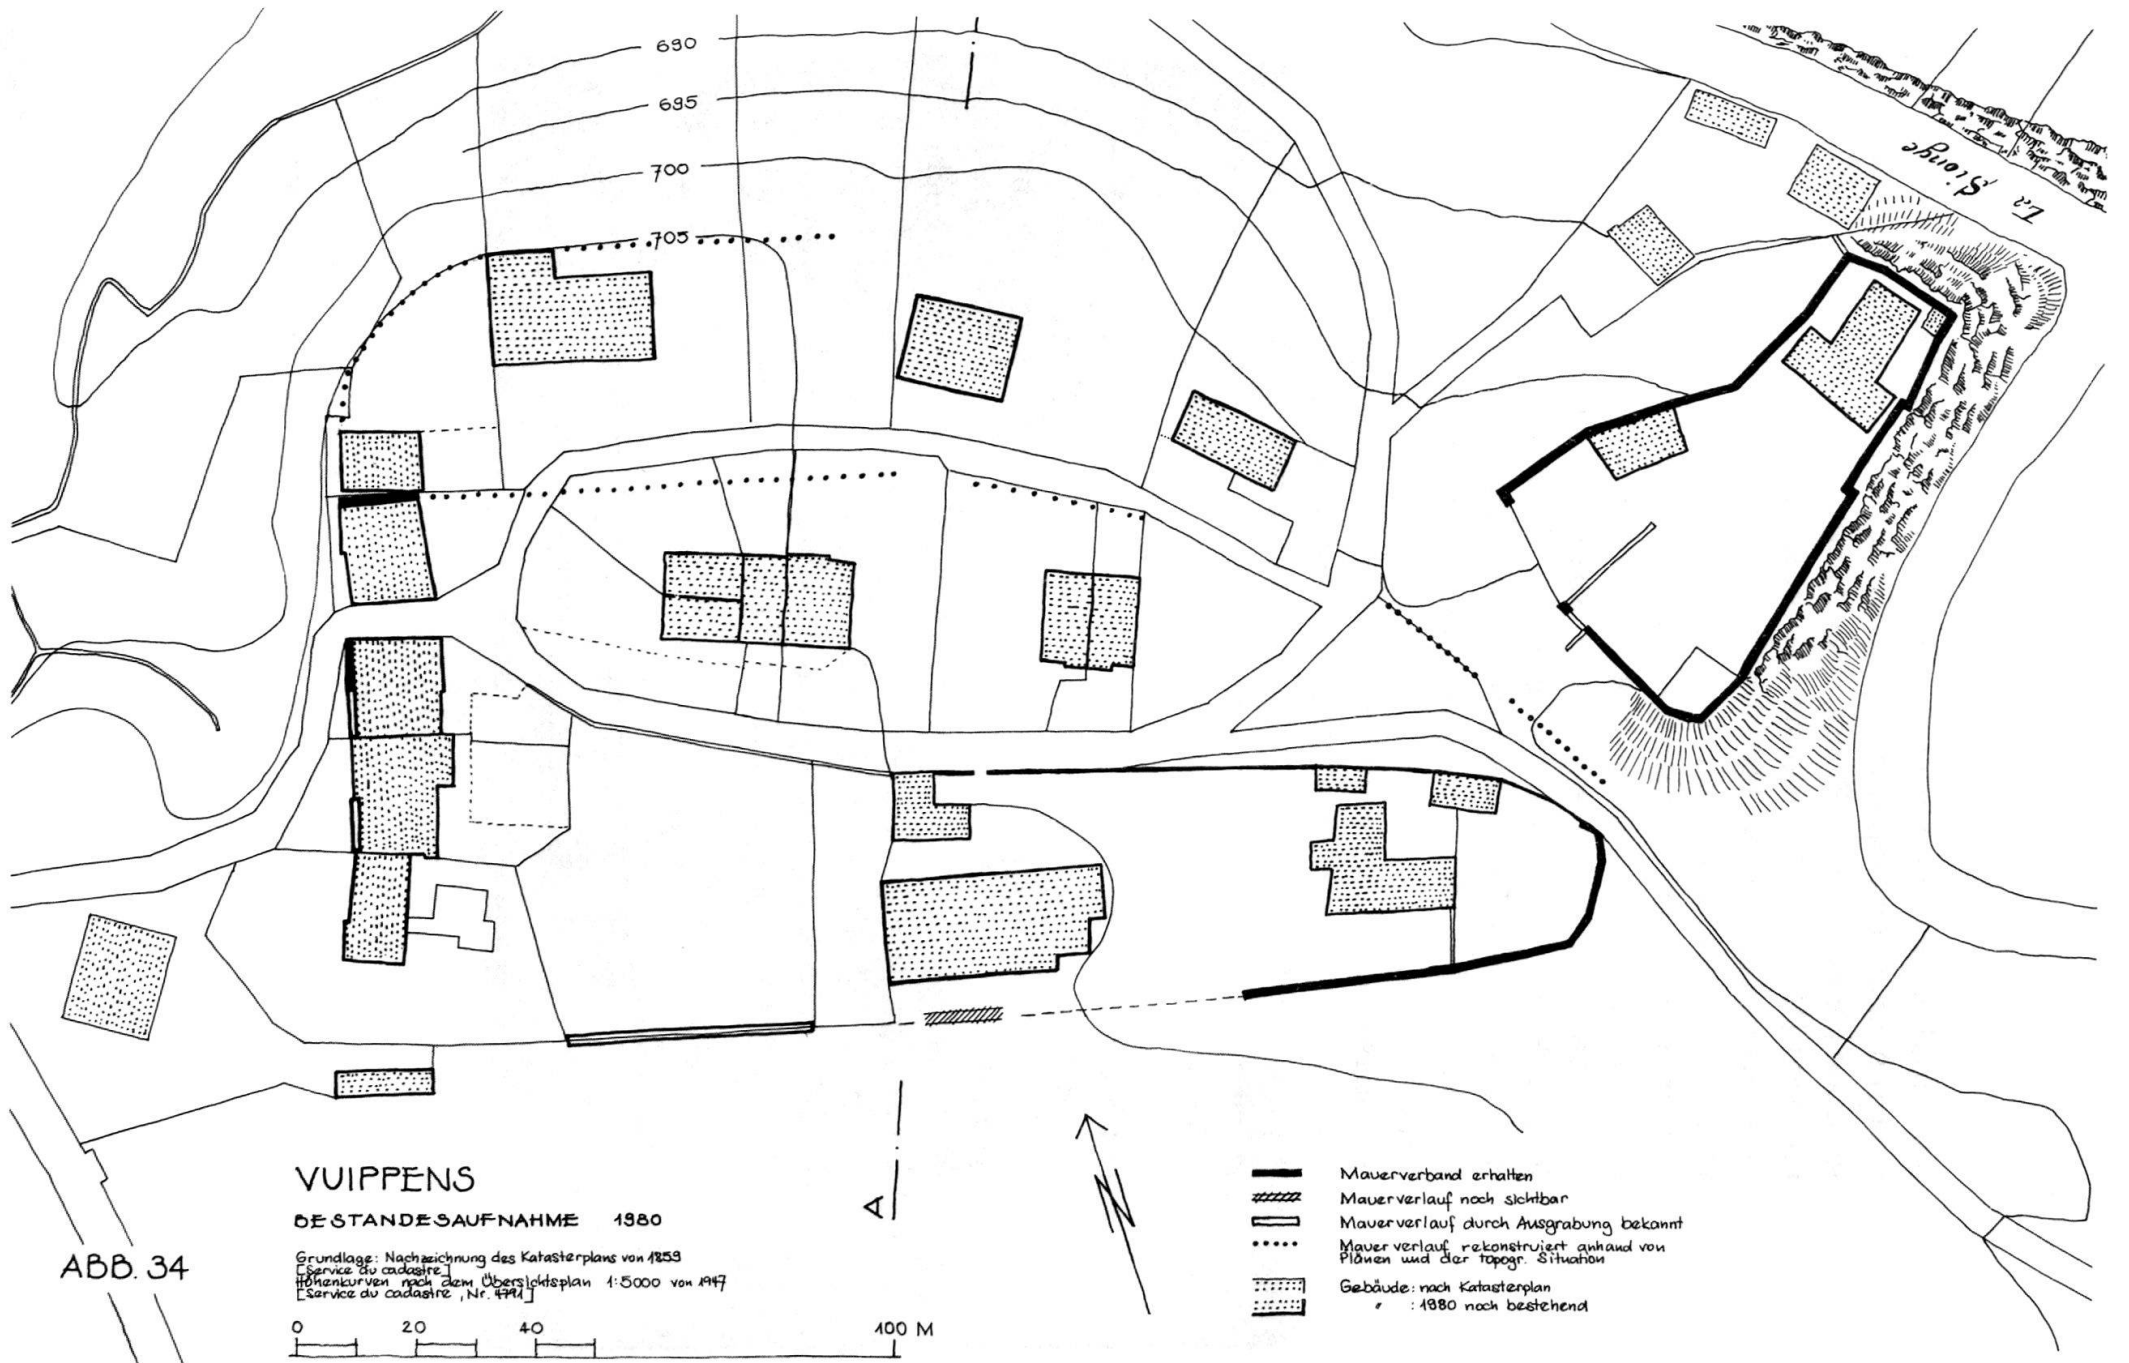 690
695
700
705
La Sionge
VUIPPENS
BESTANDESAUFNAHME 1980
ABB. 34
Grundlage: Nachzeichnung des Katasterplans von 1859
[Service du cadastre]
Höhenkurven nach dem Übersichtsplan 1:5000 von 1947
[Service du cadastre, Nr. 4791]
0 20 40 100 M
A
N
Mauerverband erhalten
Mauerverlauf noch sichtbar
Mauerverlauf durch Ausgrabung bekannt
Mauerverlauf rekonstruiert anhand von
Plänen und der topogr. Situation
Gebäude: nach Katasterplan
" : 1980 noch bestehend